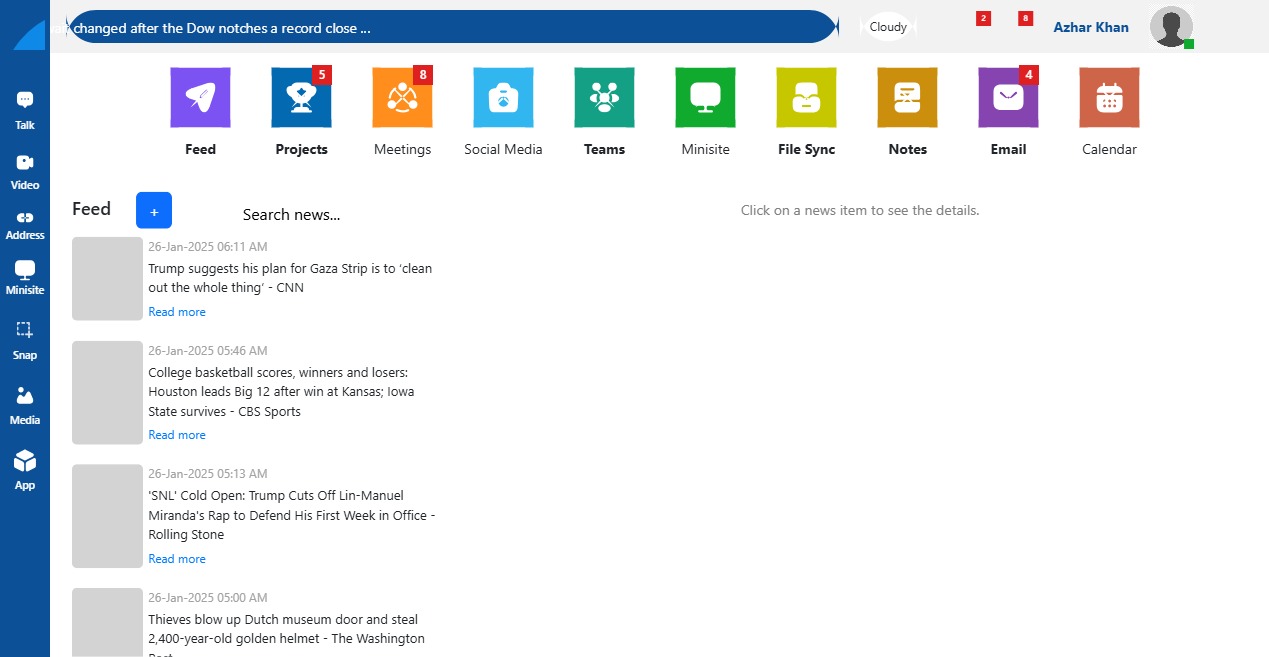 changed after the Dow notches a record close ...
Cloudy
2
8
Azhar Khan
Talk
Video
Address
Minisite
Snap
Media
App
5
8
4
Feed
Projects
Meetings
Social Media
Teams
Minisite
File Sync
Notes
Email
Calendar
Feed
+
Search news...
Click on a news item to see the details.
26-Jan-2025 06:11 AM
Trump suggests his plan for Gaza Strip is to ‘clean
out the whole thing’ - CNN
Read more
26-Jan-2025 05:46 AM
College basketball scores, winners and losers:
Houston leads Big 12 after win at Kansas; Iowa
State survives - CBS Sports
Read more
26-Jan-2025 05:13 AM
'SNL' Cold Open: Trump Cuts Off Lin-Manuel
Miranda's Rap to Defend His First Week in Office -
Rolling Stone
Read more
26-Jan-2025 05:00 AM
Thieves blow up Dutch museum door and steal
2,400-year-old golden helmet - The Washington